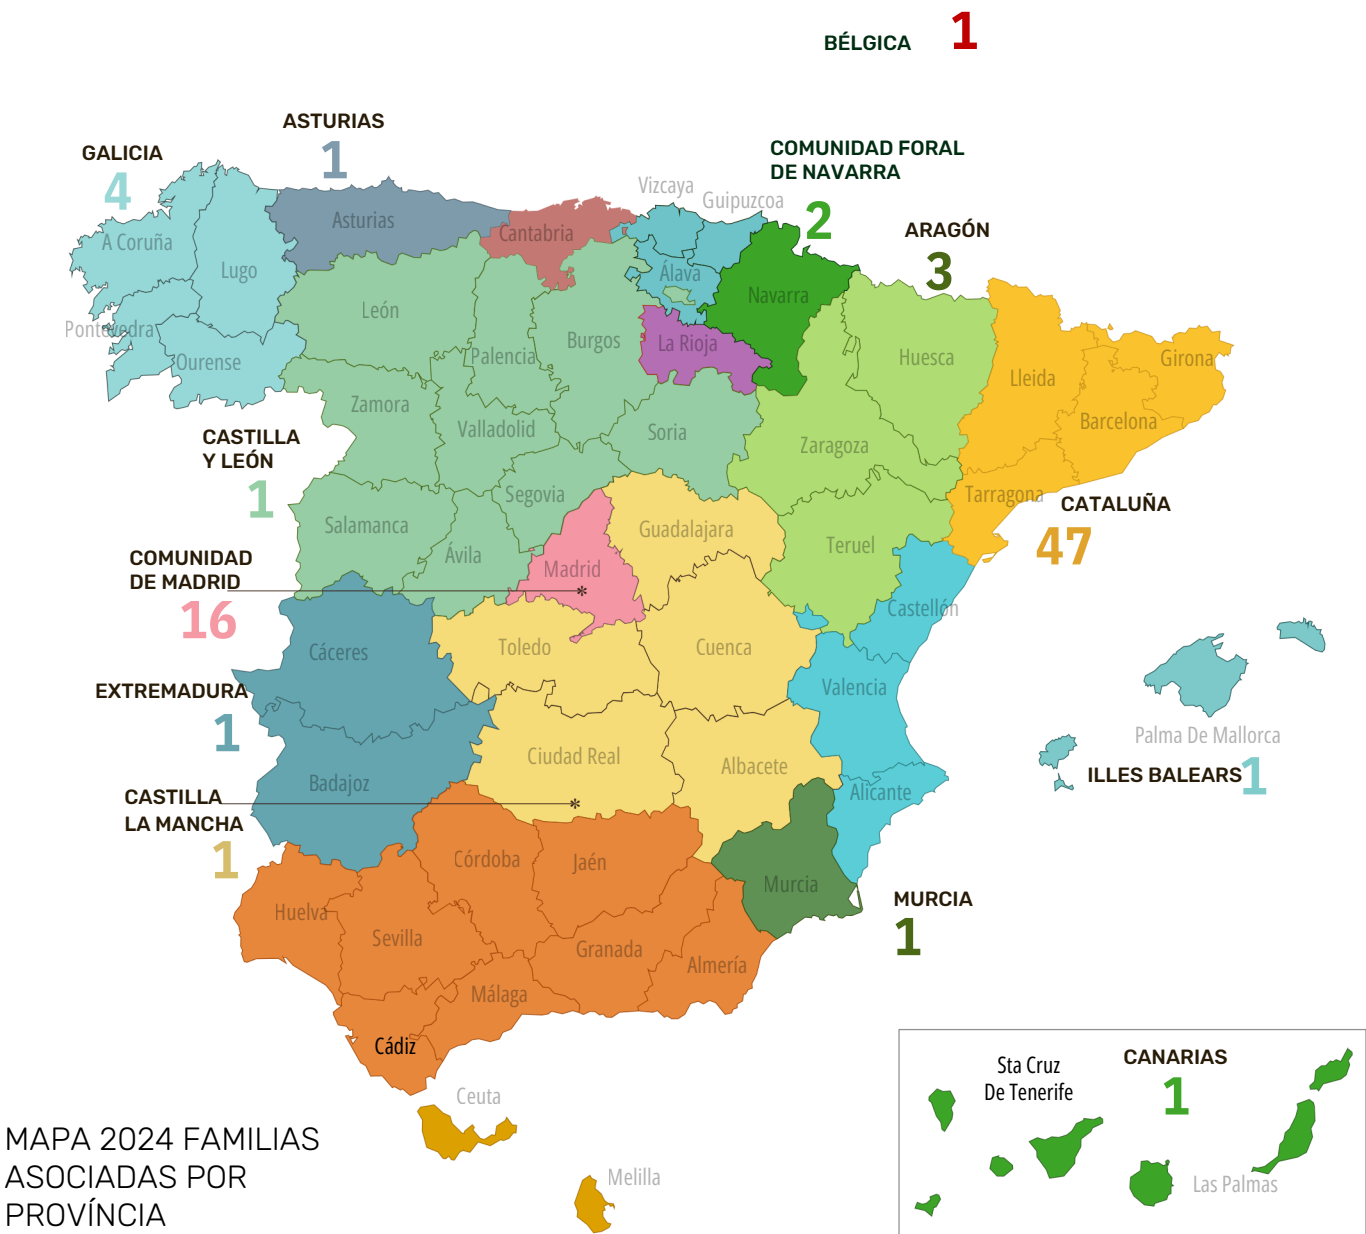 BÉLGICA 1
ASTURIAS
1
GALICIA
4
COMUNIDAD FORAL
DE NAVARRA
2
Vizcaya
Guipuzcoa
ARAGÓN
3
Asturias
Cantabria
A Coruña
Lugo
Álava
Navarra
León
Pontevedra
Ourense
Palencia
Burgos
La Rioja
Huesca
Lleida
Girona
Zamora
Valladolid
Soria
Zaragoza
Barcelona
CASTILLA
Y LEÓN
1
Segovia
Tarragona
CATALUÑA
47
Salamanca
Ávila
Guadalajara
Teruel
COMUNIDAD
DE MADRID
16
Madrid
*
Castellón
Cáceres
Toledo
Cuenca
Valencia
EXTREMADURA
1
Palma De Mallorca
ILLES BALEARS 1
Badajoz
Ciudad Real
Albacete
Alicante
CASTILLA
LA MANCHA
1
*
Córdoba
Jaén
Murcia
MURCIA
1
Huelva
Sevilla
Granada
Almería
Málaga
Cádiz
Ceuta
Melilla
Sta Cruz
De Tenerife
CANARIAS
1
Las Palmas
MAPA 2024 FAMILIAS
ASOCIADAS POR
PROVÍNCIA